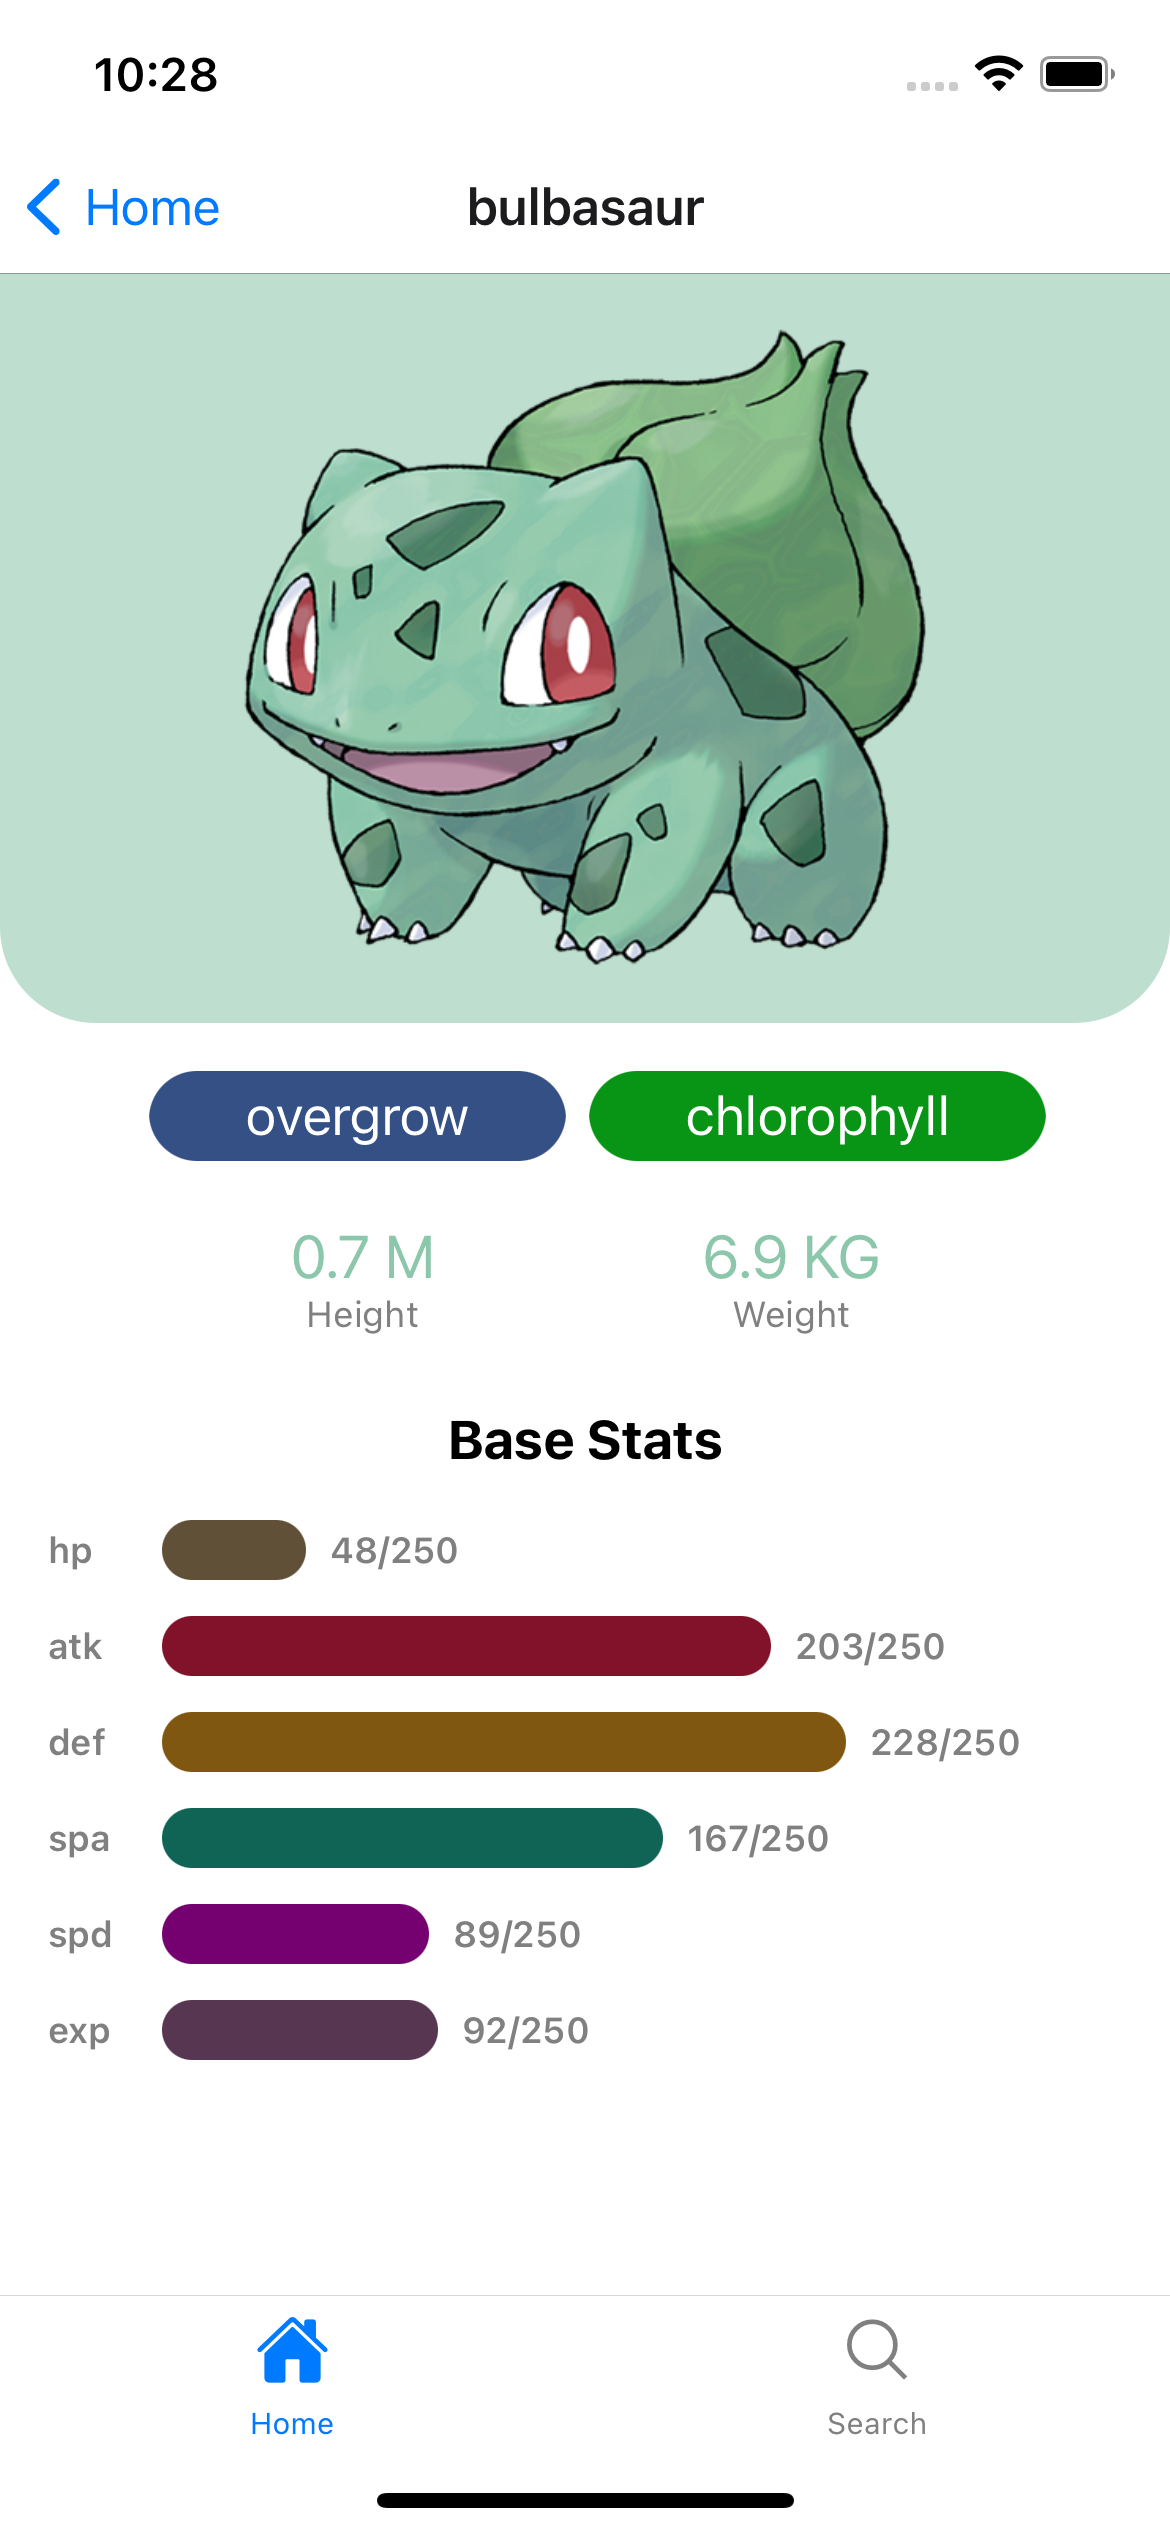 10:28
Home bulbasaur
overgrow chlorophyll
0.7 M 6.9 KG
Height Weight
Base Stats
hp 48/250
atk 203/250
def 228/250
spa 167/250
spd 89/250
exp 92/250
Home Search